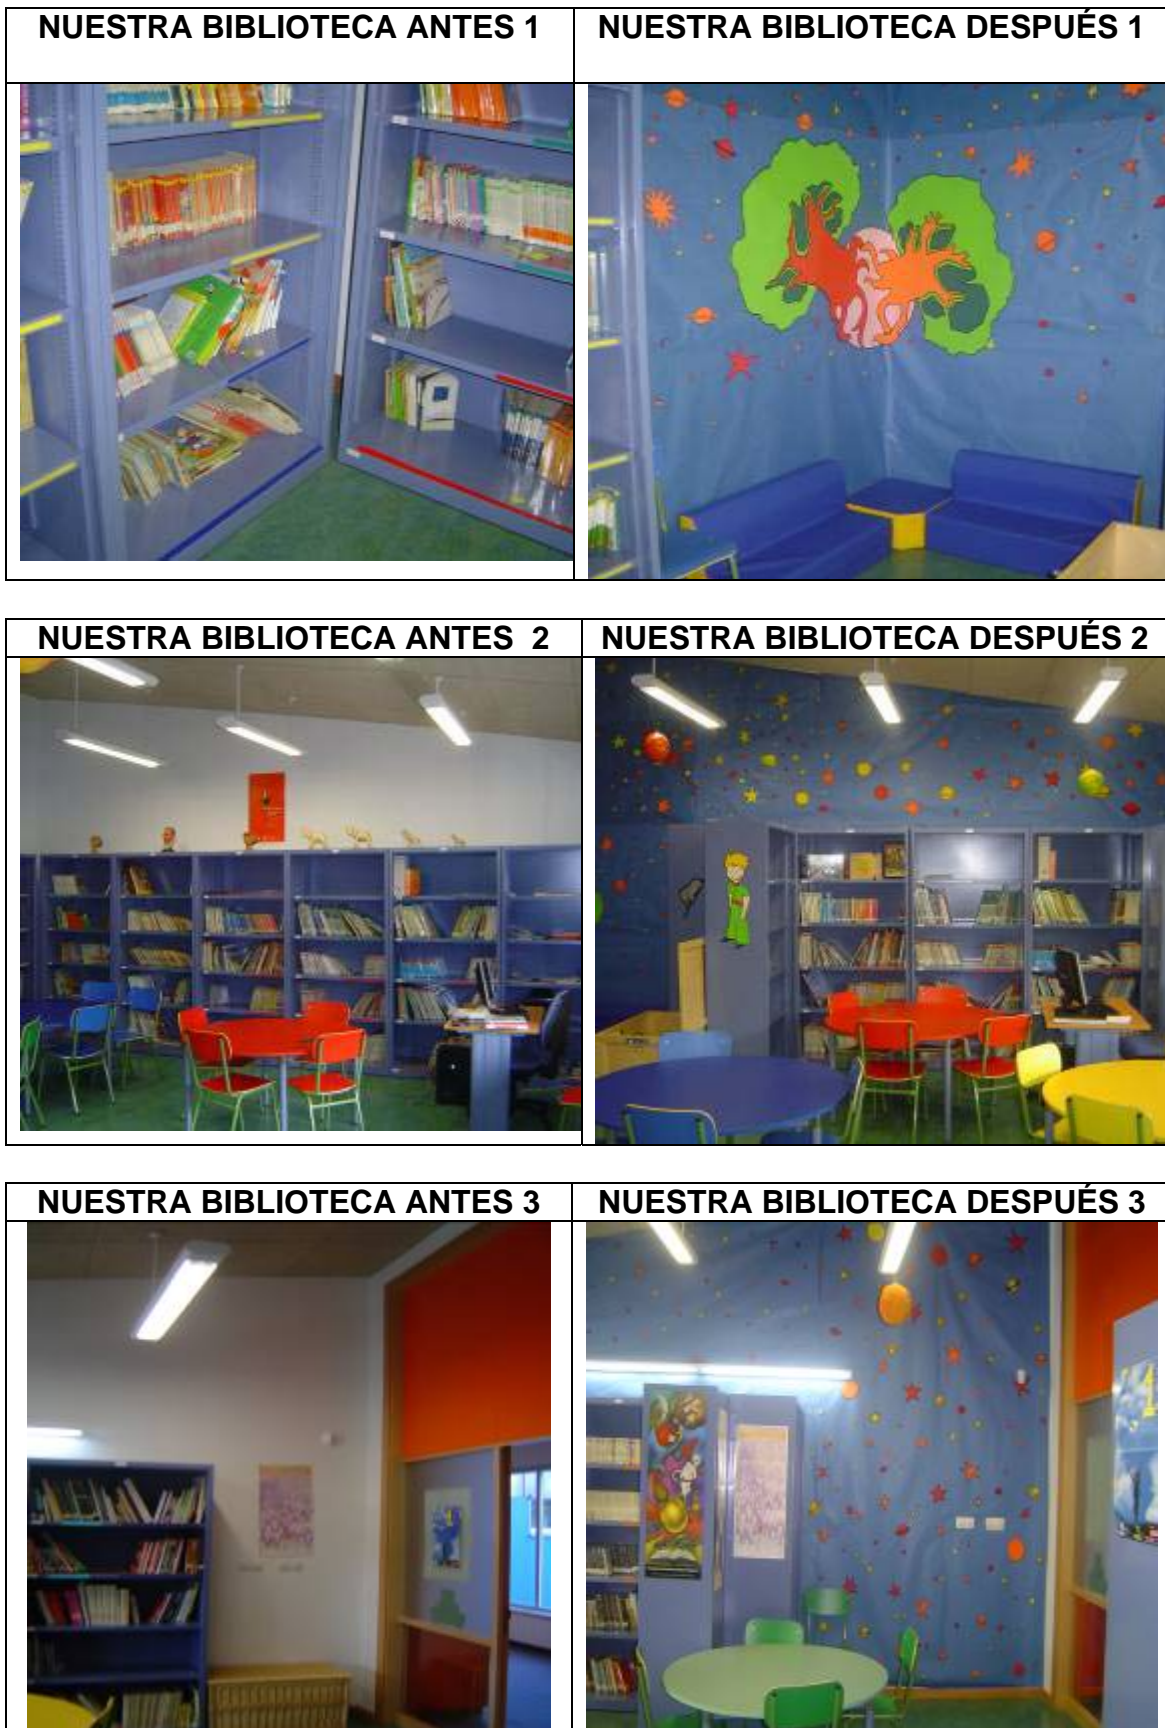 NUESTRA BIBLIOTECA ANTES 1
NUESTRA BIBLIOTECA DESPUÉS 1
NUESTRA BIBLIOTECA ANTES 2
NUESTRA BIBLIOTECA DESPUÉS 2
NUESTRA BIBLIOTECA ANTES 3
NUESTRA BIBLIOTECA DESPUÉS 3